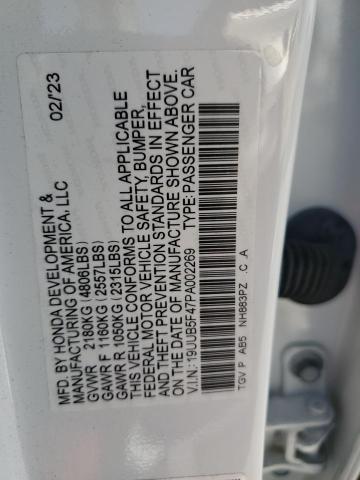 MFD. BY HONDA DEVELOPMENT & 02/23
MANUFACTURING OF AMERICA, LLC
GVWR 2180KG (4806LBS)
GAWR F 1160KG (2557LBS)
GAWR R 1050KG (2315LBS)
THIS VEHICLE CONFORMS TO ALL APPLICABLE
FEDERAL MOTOR VEHICLE SAFETY, BUMPER,
AND THEFT PREVENTION STANDARDS IN EFFECT
ON THE DATE OF MANUFACTURE SHOWN ABOVE.
V.I.N.: 19UUB5F47PA002269 TYPE: PASSENGER CAR
TGV P AB5 NH883PZ .C .A